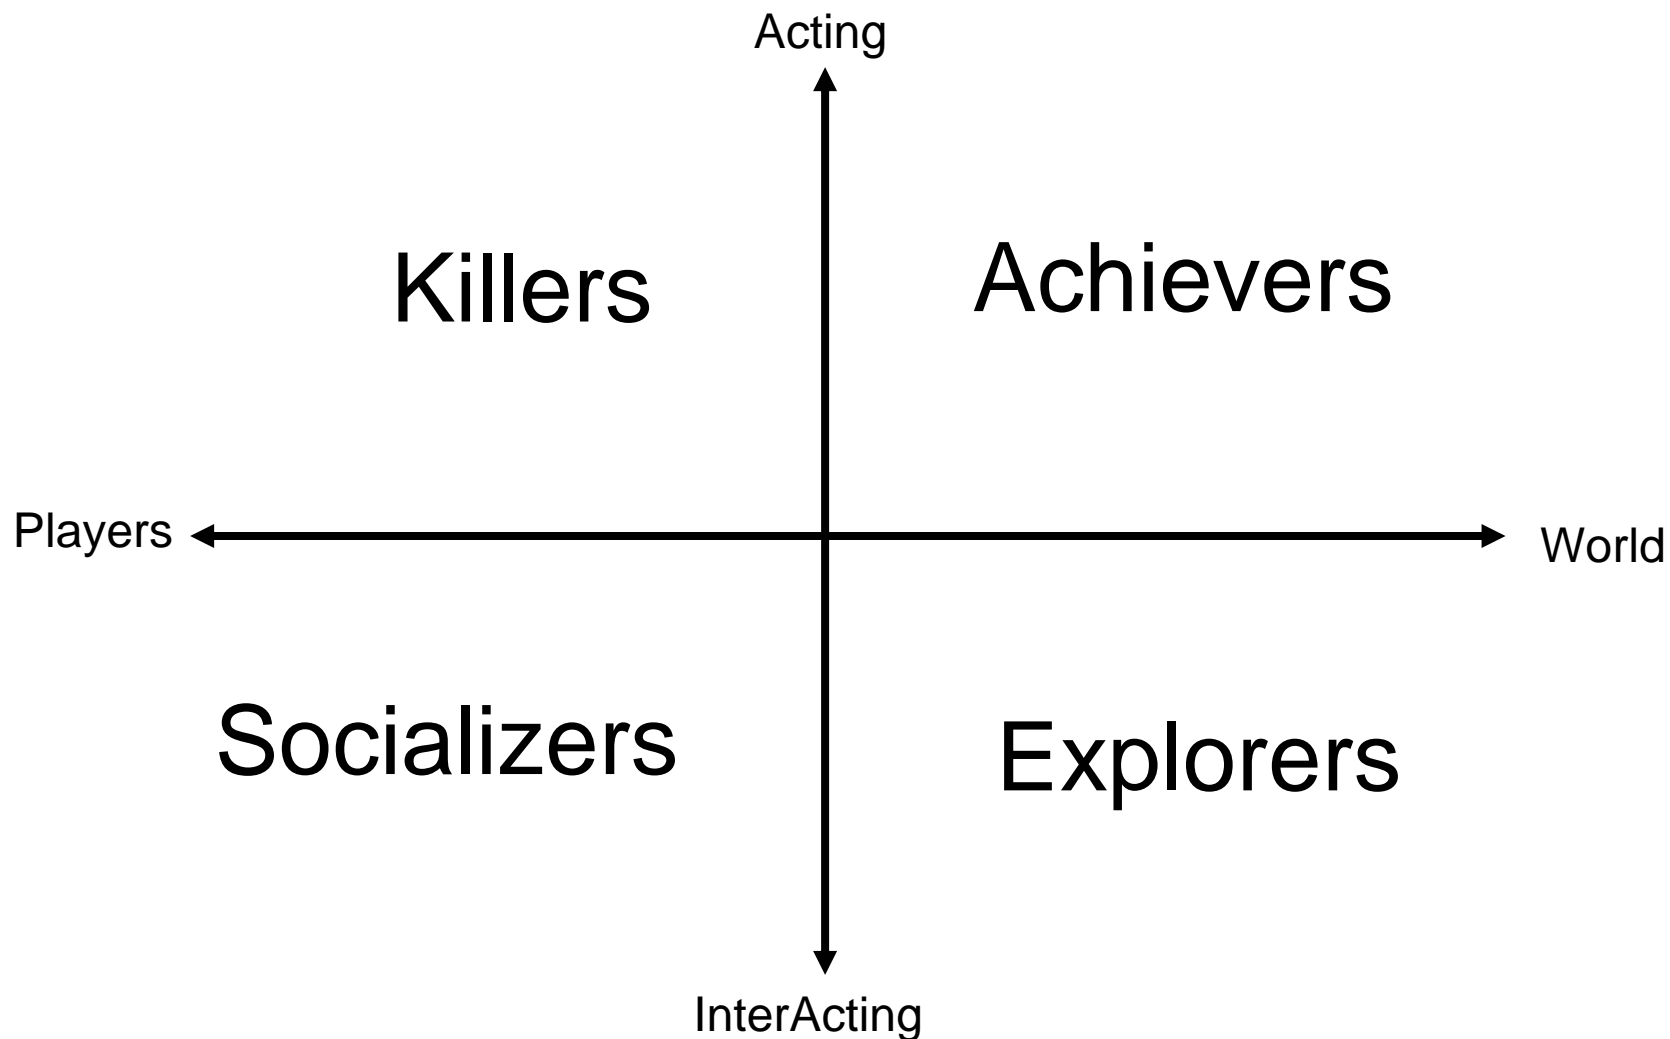 Acting
Killers
Achievers
Players
World
Socializers
Explorers
InterActing